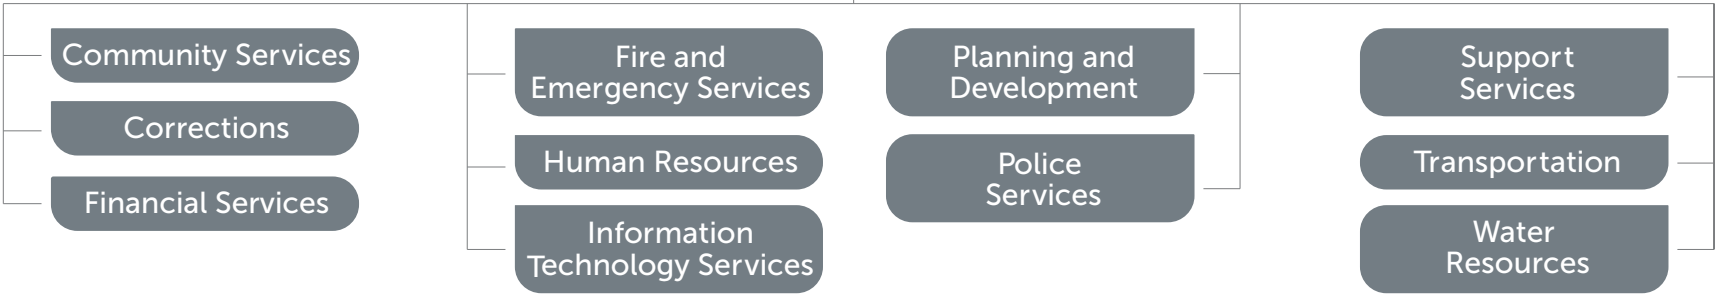 Community Services
Corrections
Financial Services
Fire and
Emergency Services
Human Resources
Information
Technology Services
Planning and
Development
Police
Services
Support
Services
Transportation
Water
Resources